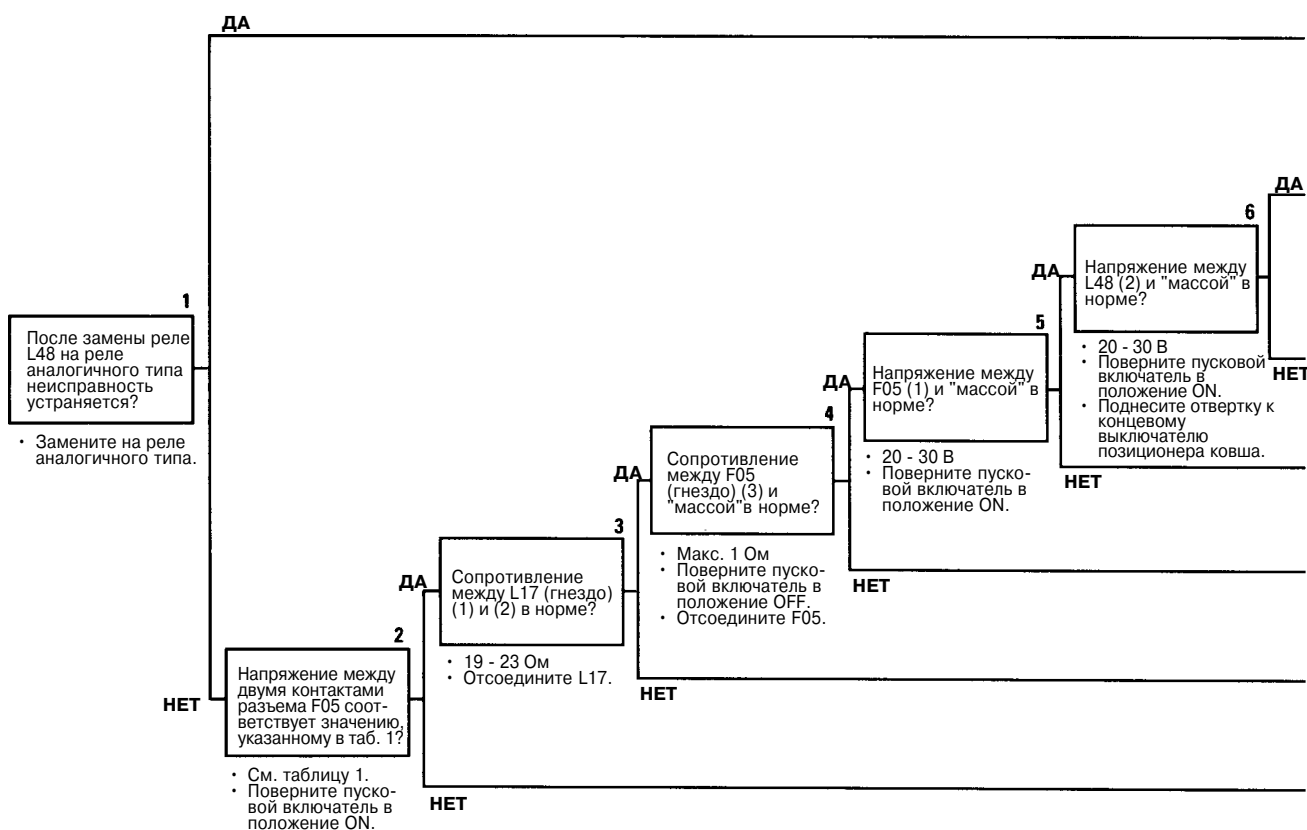 ДА
1
После замены реле
L48 на реле
аналогичного типа
неисправность
устраняется?
· Замените на реле
аналогичного типа.
НЕТ
2
Напряжение между
двумя контактами
разъема F05 соот-
ветствует значению,
указанному в таб. 1?
· См. таблицу 1.
· Поверните пуско-
вой включатель в
положение ON.
ДА
НЕТ
3
Сопротивление
между L17 (гнездо)
(1) и (2) в норме?
· 19 - 23 Ом
· Отсоедините L17.
ДА
НЕТ
4
Сопротивление
между F05
(гнездо) (3) и
"массой"в норме?
· Макс. 1 Ом
· Поверните пуско-
вой включатель в
положение OFF.
· Отсоедините F05.
ДА
НЕТ
5
Напряжение между
F05 (1) и "массой" в
норме?
· 20 - 30 В
· Поверните пуско-
вой включатель в
положение ON.
ДА
НЕТ
6
Напряжение между
L48 (2) и "массой" в
норме?
· 20 - 30 В
· Поверните пусковой
включатель в
положение ON.
· Поднесите отвертку к
концевому
выключателю
позиционера ковша.
ДА
НЕТ